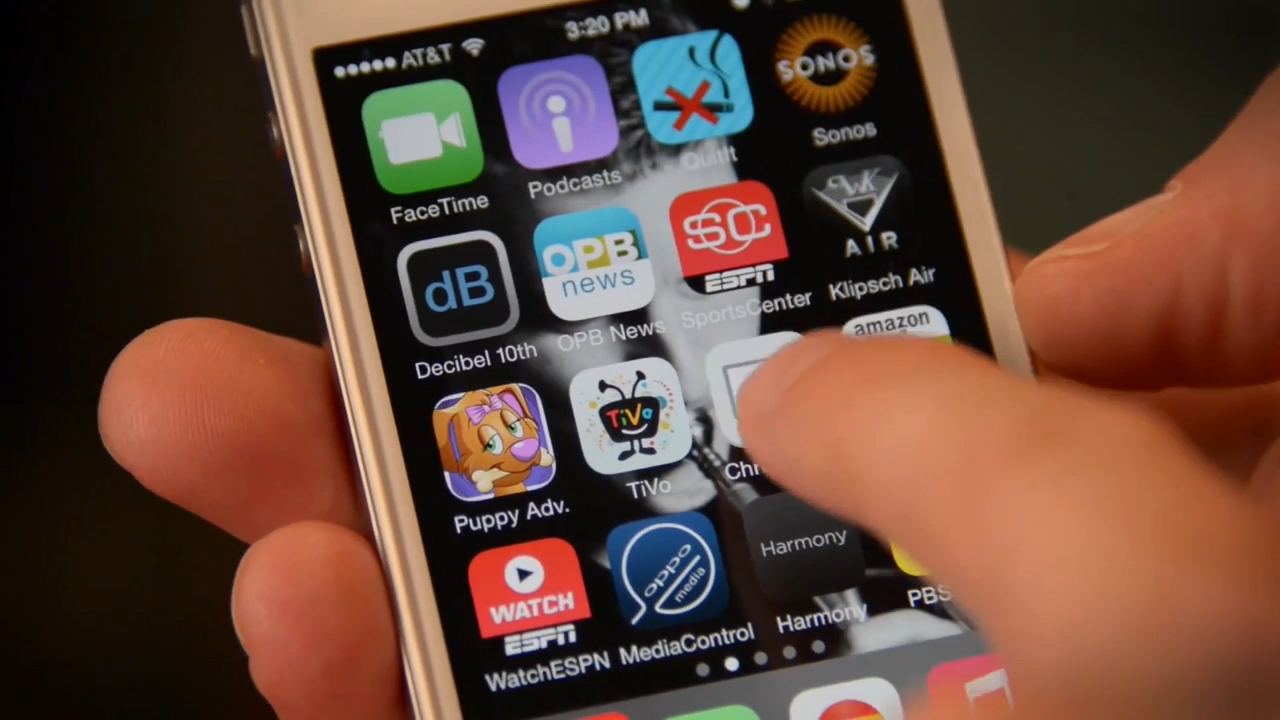 AT&T 3:20 PM
SONOS
FaceTime Podcasts QuitIt Sonos
dB OPB news SC ESPN AIR
Decibel 10th OPB News SportsCenter Klipsch Air
TiVo amazon
Puppy Adv. TiVo
WATCH ESPN oppo media Harmony
WatchESPN MediaControl Harmony PBS